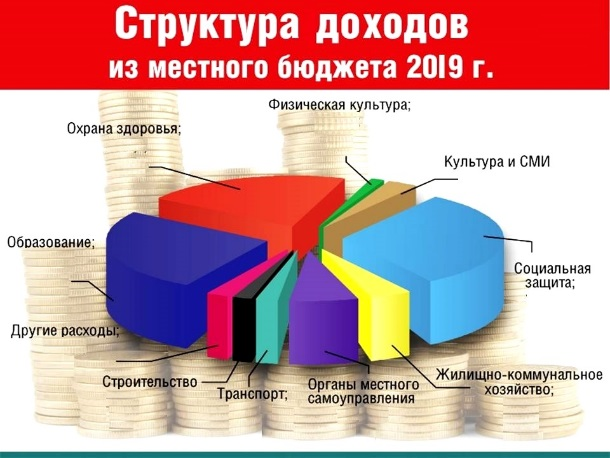 Структура доходов
из местного бюджета 2019 г.
Физическая культура;
Охрана здоровья;
Культура и СМИ
Образование;
Социальная
защита;
Другие расходы;
Жилищно-коммунальное
хозяйство;
Строительство
Транспорт;
Органы местного
самоуправления